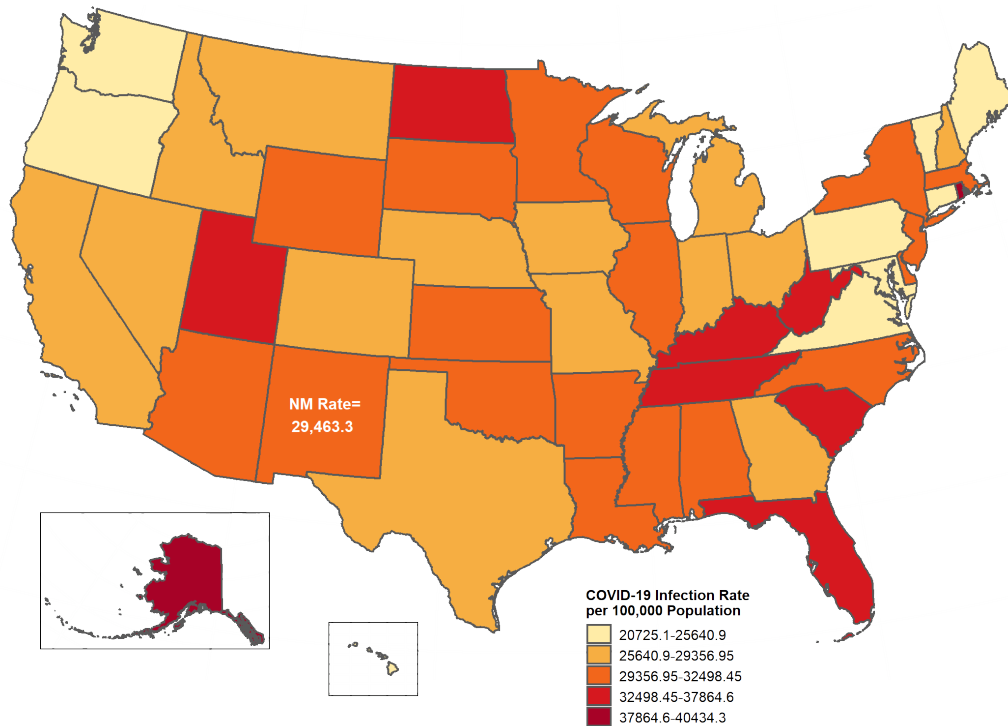 NM Rate=
29,463.3
COVID-19 Infection Rate
per 100,000 Population
20725.1-25640.9
25640.9-29356.95
29356.95-32498.45
32498.45-37864.6
37864.6-40434.3